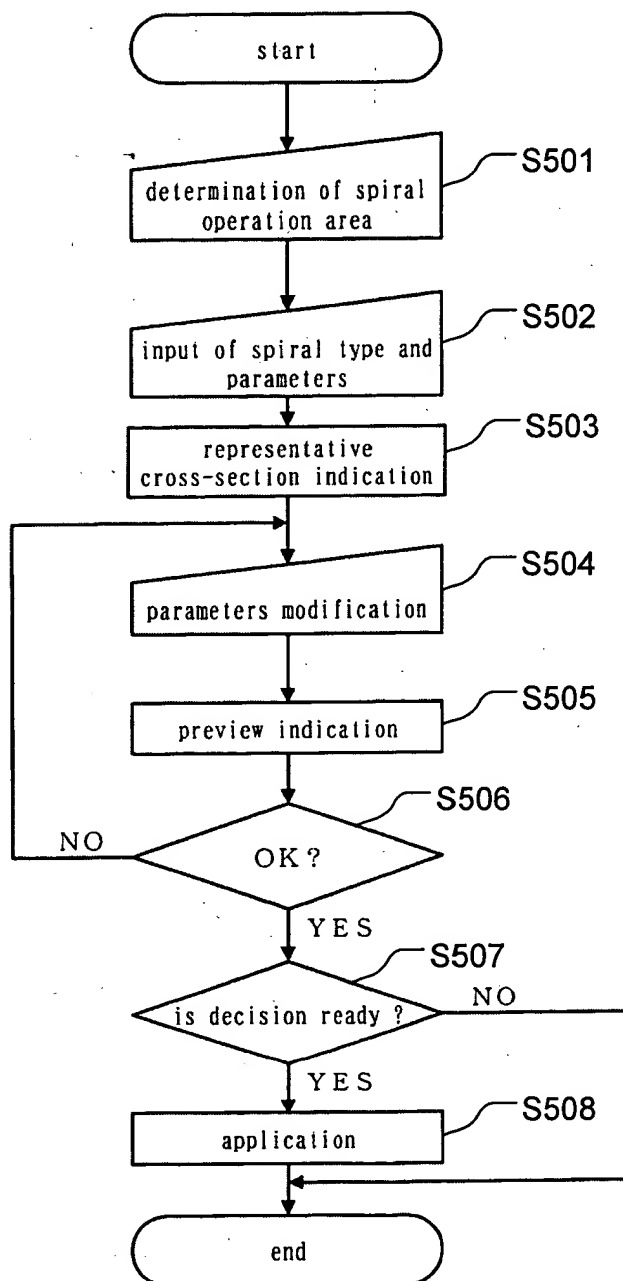 start
S501
determination of spiral
operation area
S502
input of spiral type and
parameters
S503
representative
cross-section indication
S504
parameters modification
S505
preview indication
S506
NO
OK?
YES
S507
NO
is decision ready ?
YES
S508
application
end